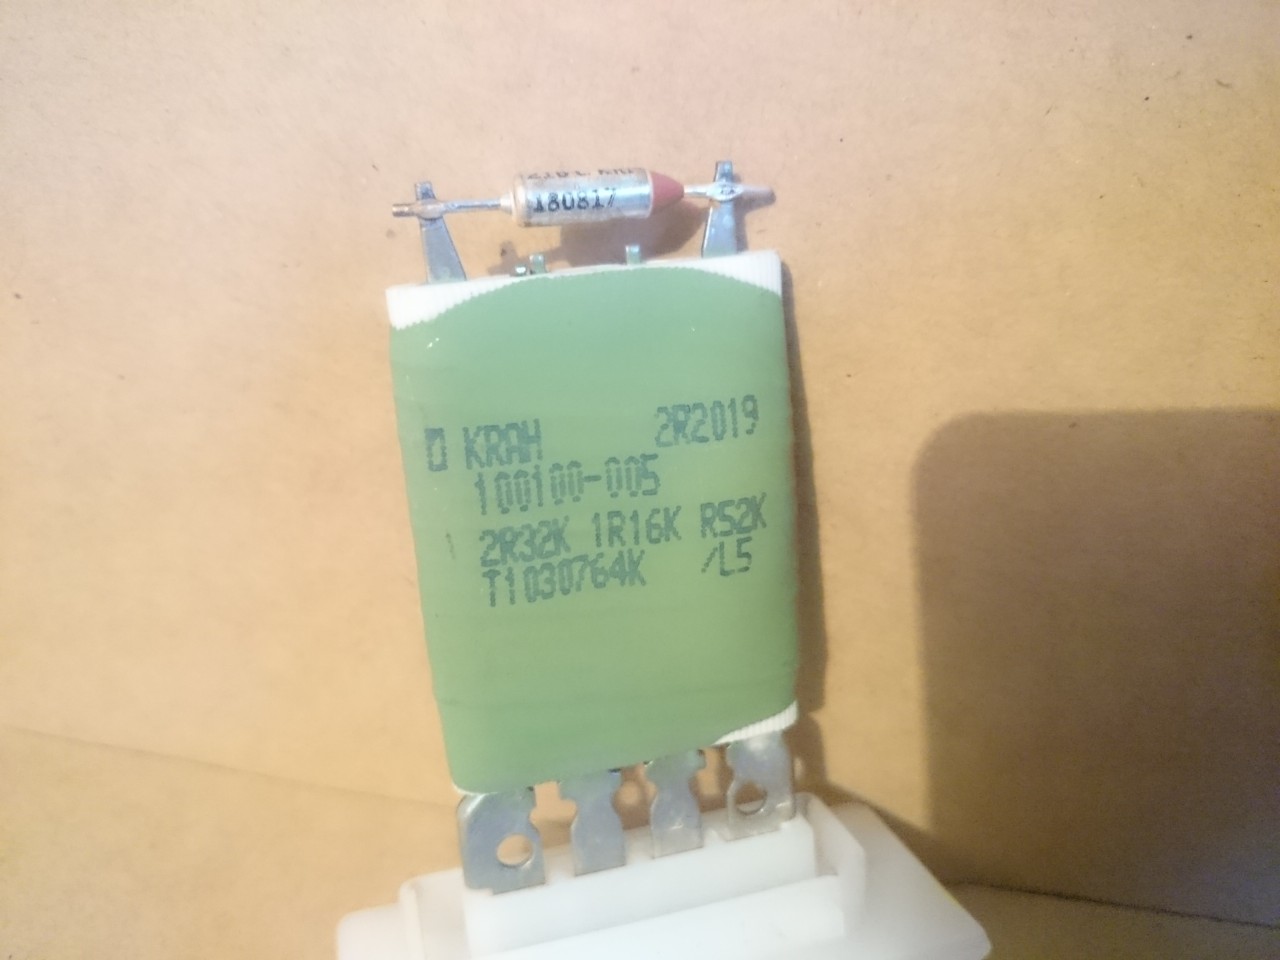 180817
KRAH 2R2019
100100-005
2R32K 1R16K R52K
T1030764K /L5